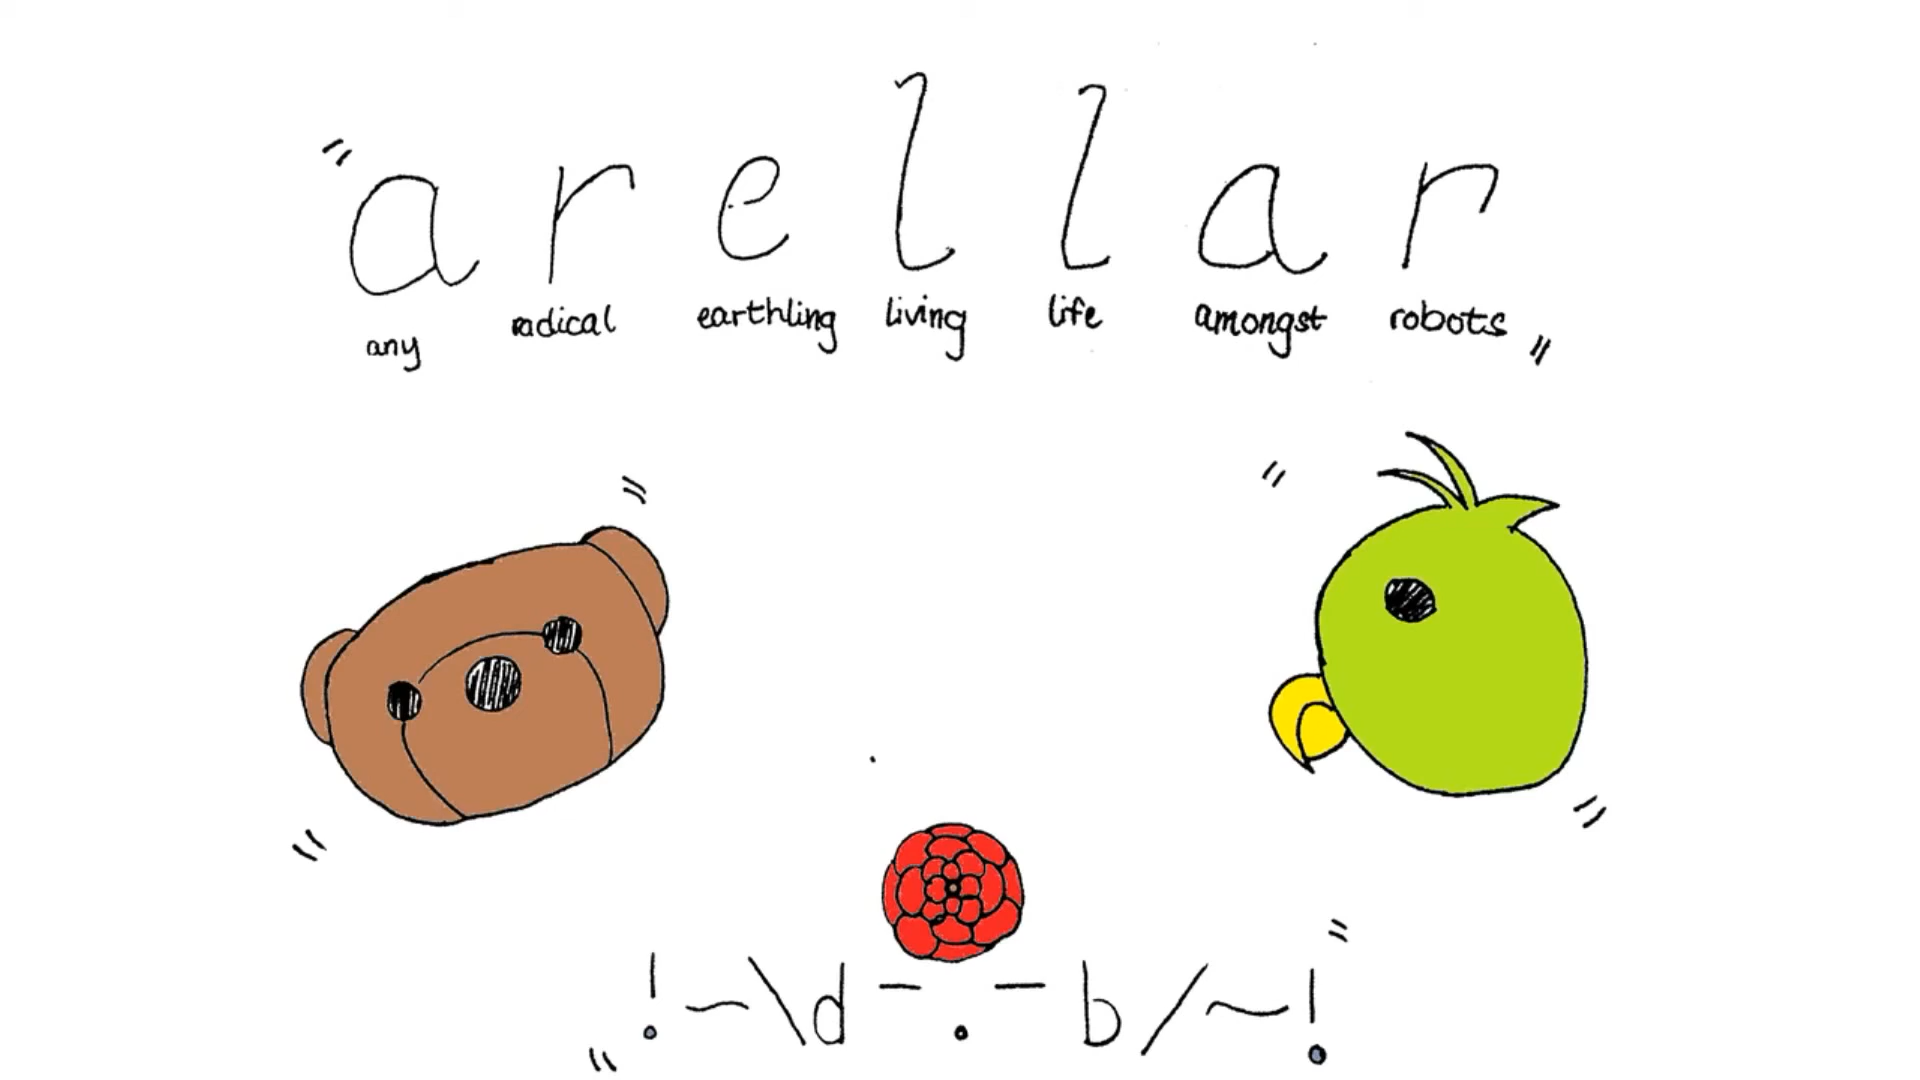 arellar
any radical earthling living life amongst robots
!~\d - . - b/~!